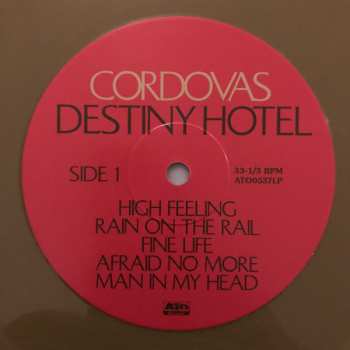 CORDOVAS
DESTINY HOTEL
SIDE 1
33-1/3 RPM
ATO0537LP
HIGH FEELING
RAIN ON THE RAIL
FINE LIFE
AFRAID NO MORE
MAN IN MY HEAD
ATO